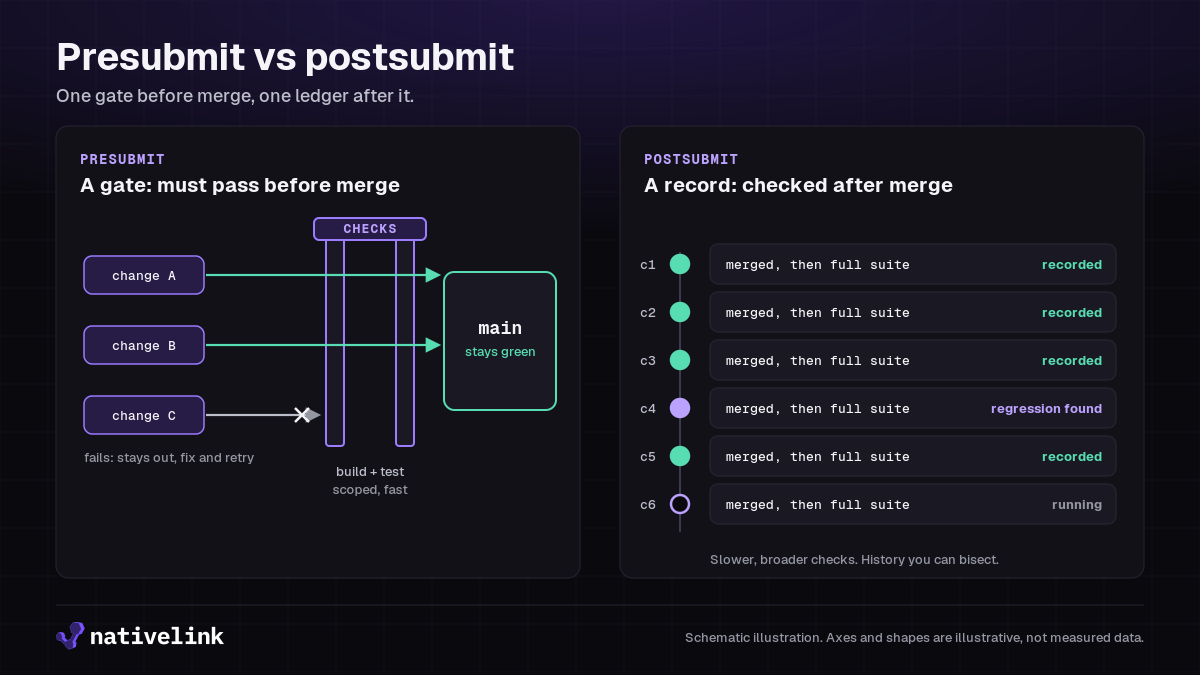 Presubmit vs postsubmit
One gate before merge, one ledger after it.
PRESUBMIT
A gate: must pass before merge
CHECKS
change A
change B
change C
main
stays green
fails: stays out, fix and retry
build + test
scoped, fast
POSTSUBMIT
A record: checked after merge
c1 merged, then full suite recorded
c2 merged, then full suite recorded
c3 merged, then full suite recorded
c4 merged, then full suite regression found
c5 merged, then full suite recorded
c6 merged, then full suite running
Slower, broader checks. History you can bisect.
nativelink
Schematic illustration. Axes and shapes are illustrative, not measured data.